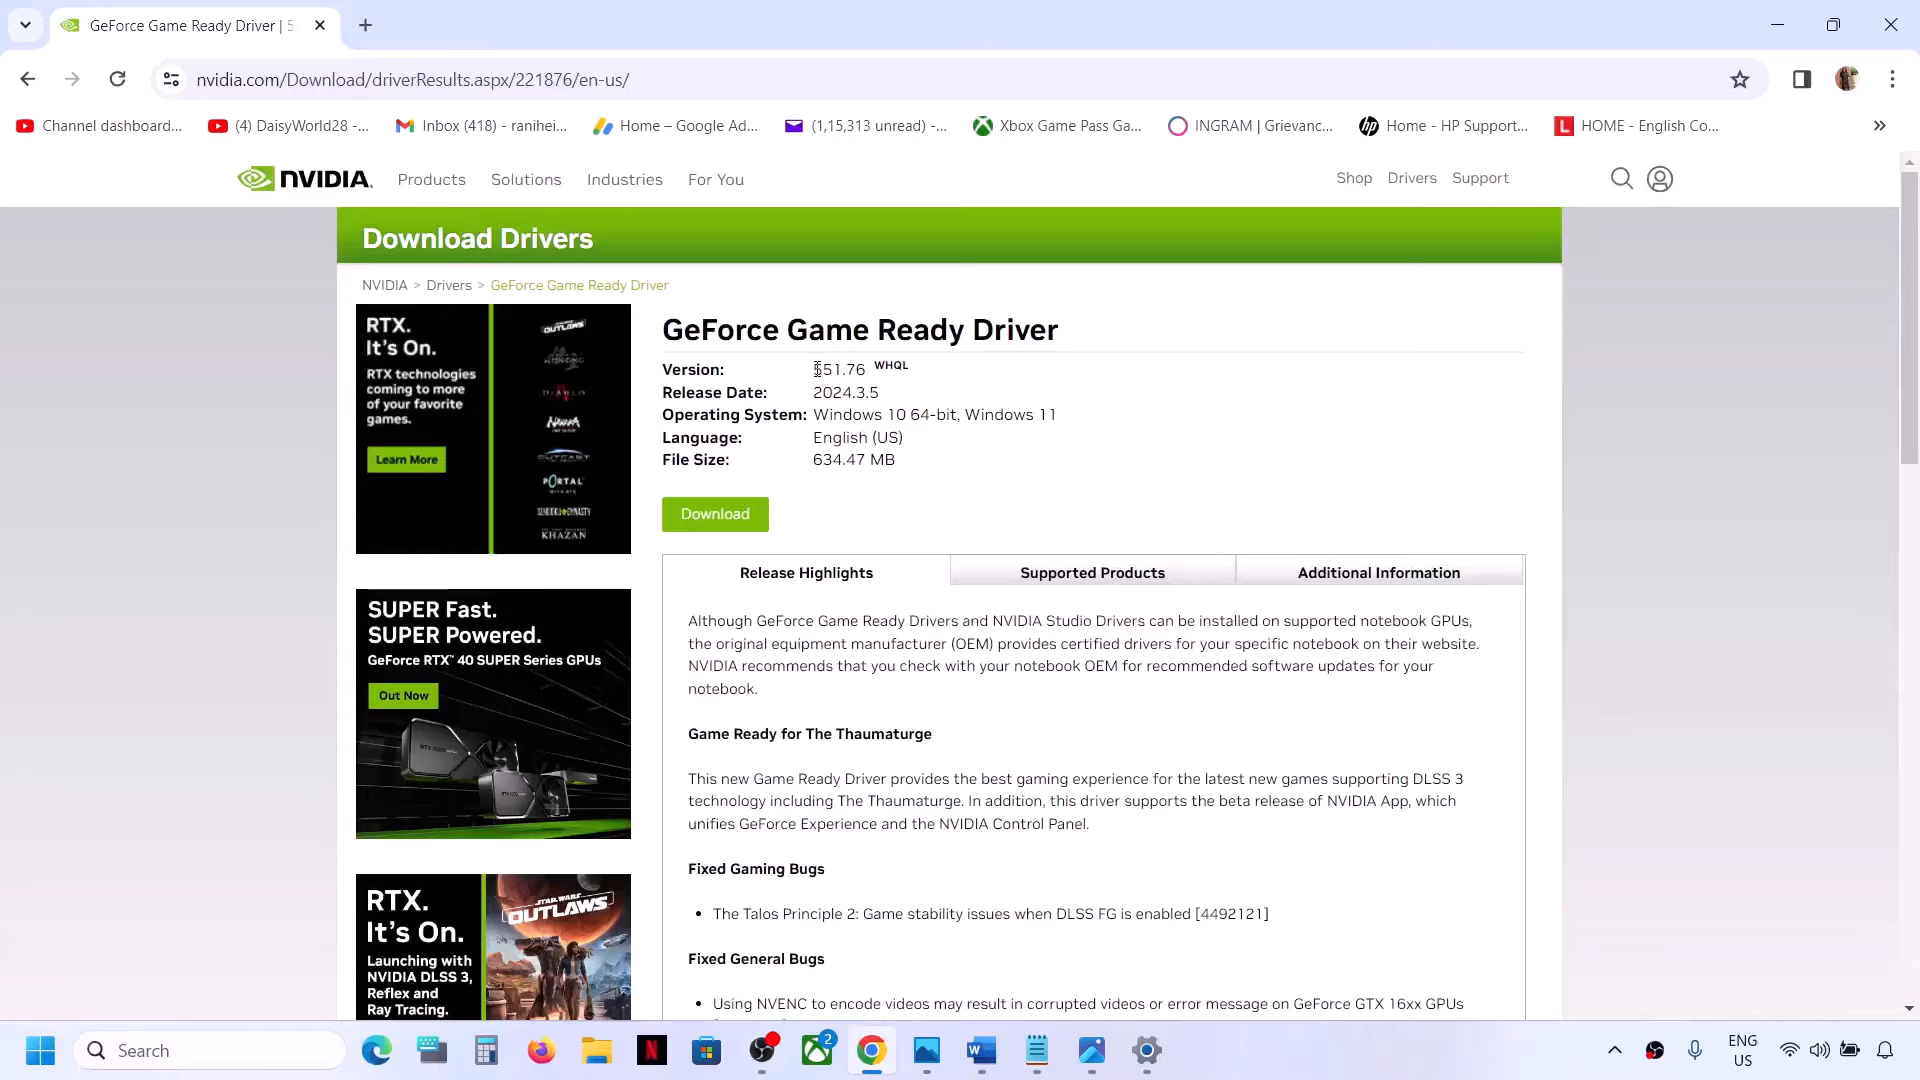 GeForce Game Ready Driver | 5
nvidia.com/Download/driverResults.aspx/221876/en-us/
Channel dashboard...
(4) DaisyWorld28 -...
Inbox (418) - ranihei...
Home – Google Ad...
(1,15,313 unread) -...
Xbox Game Pass Ga...
INGRAM | Grievanc...
Home - HP Support...
HOME - English Co...
NVIDIA.
Products
Solutions
Industries
For You
Shop
Drivers
Support
Download Drivers
NVIDIA > Drivers > GeForce Game Ready Driver
RTX.
It's On.
RTX technologies
coming to more
of your favorite
games.
Learn More
OUTLAWS
DIABLO
NARAKA
OUTCAST
PORTAL
KHAZAN
GeForce Game Ready Driver
Version: 551.76 WHQL
Release Date: 2024.3.5
Operating System: Windows 10 64-bit, Windows 11
Language: English (US)
File Size: 634.47 MB
Download
Release Highlights
Supported Products
Additional Information
Although GeForce Game Ready Drivers and NVIDIA Studio Drivers can be installed on supported notebook GPUs,
the original equipment manufacturer (OEM) provides certified drivers for your specific notebook on their website.
NVIDIA recommends that you check with your notebook OEM for recommended software updates for your
notebook.
Game Ready for The Thaumaturge
This new Game Ready Driver provides the best gaming experience for the latest new games supporting DLSS 3
technology including The Thaumaturge. In addition, this driver supports the beta release of NVIDIA App, which
unifies GeForce Experience and the NVIDIA Control Panel.
Fixed Gaming Bugs
• The Talos Principle 2: Game stability issues when DLSS FG is enabled [4492121]
Fixed General Bugs
• Using NVENC to encode videos may result in corrupted videos or error message on GeForce GTX 16xx GPUs
SUPER Fast.
SUPER Powered.
GeForce RTX™ 40 SUPER Series GPUs
Out Now
RTX.
It's On.
Launching with
NVIDIA DLSS 3,
Reflex and
Ray Tracing.
STAR WARS
OUTLAWS
Search
2
ENG
US